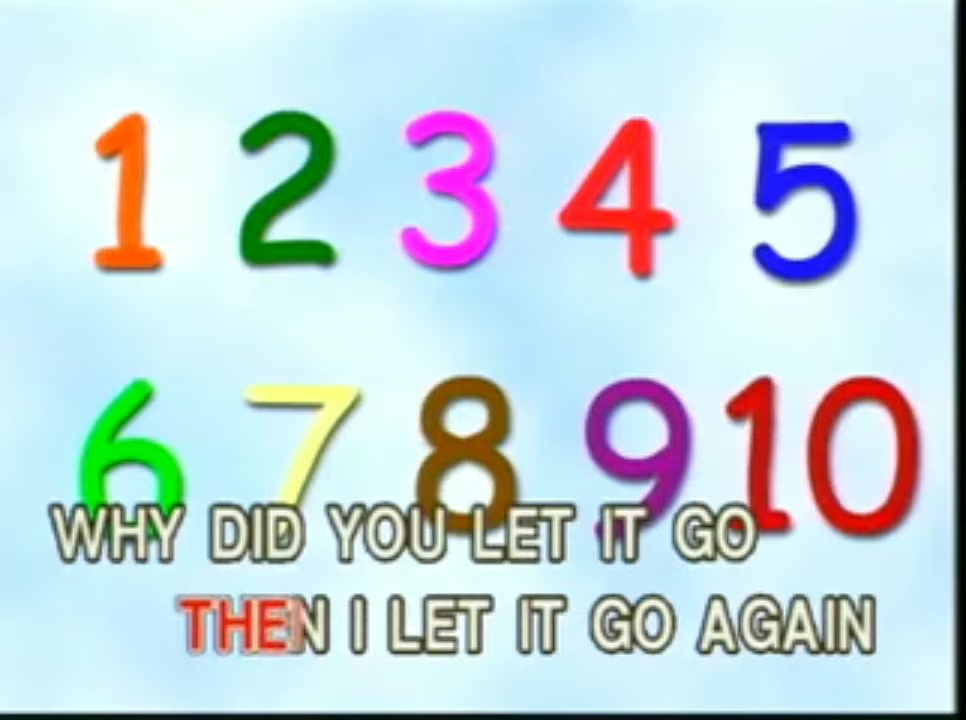 1 2 3 4 5
6 7 8 9 10
WHY DID YOU LET IT GO
THEN I LET IT GO AGAIN